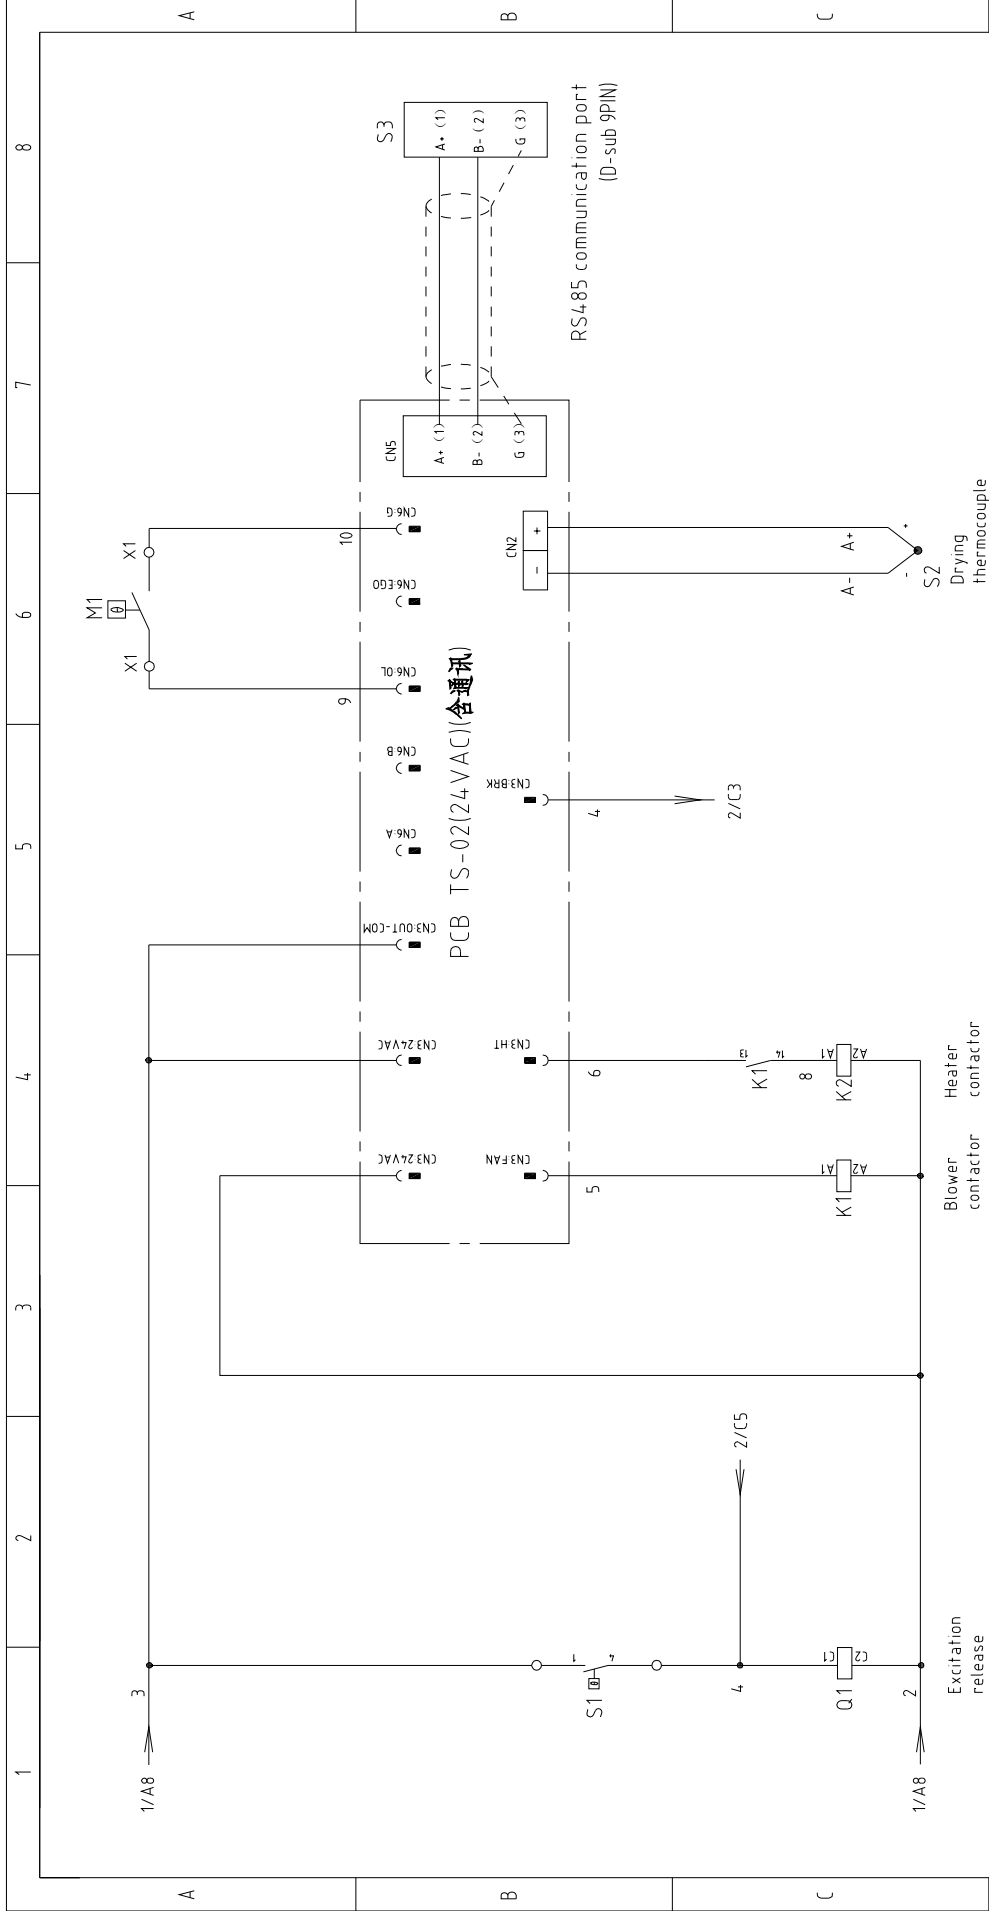 1
2
3
4
5
6
7
8
A
B
C
A
B
C
1/A8
3
1/A8
2
S1
1
4
4
2/C5
Q1
C1
C2
Excitation
release
CN3:24VAC
CN3:24VAC
CN3:OUT-COM
CN6:A
CN6:B
CN6:OL
CN6:EGO
CN6:G
9
10
X1
M1
θ
X1
PCB TS-02(24VAC)(含通讯)
CN3:FAN
CN3:HT
CN3:BRK
5
6
4
2/C3
K1
13
14
8
K1
A1
A2
K2
A1
A2
Blower
contactor
Heater
contactor
CN2
-
+
A-
A+
-
+
S2
Drying
thermocouple
CN5
A+ (1)
B- (2)
G (3)
S3
A+ (1)
B- (2)
G (3)
RS485 communication port
(D-sub 9PIN)